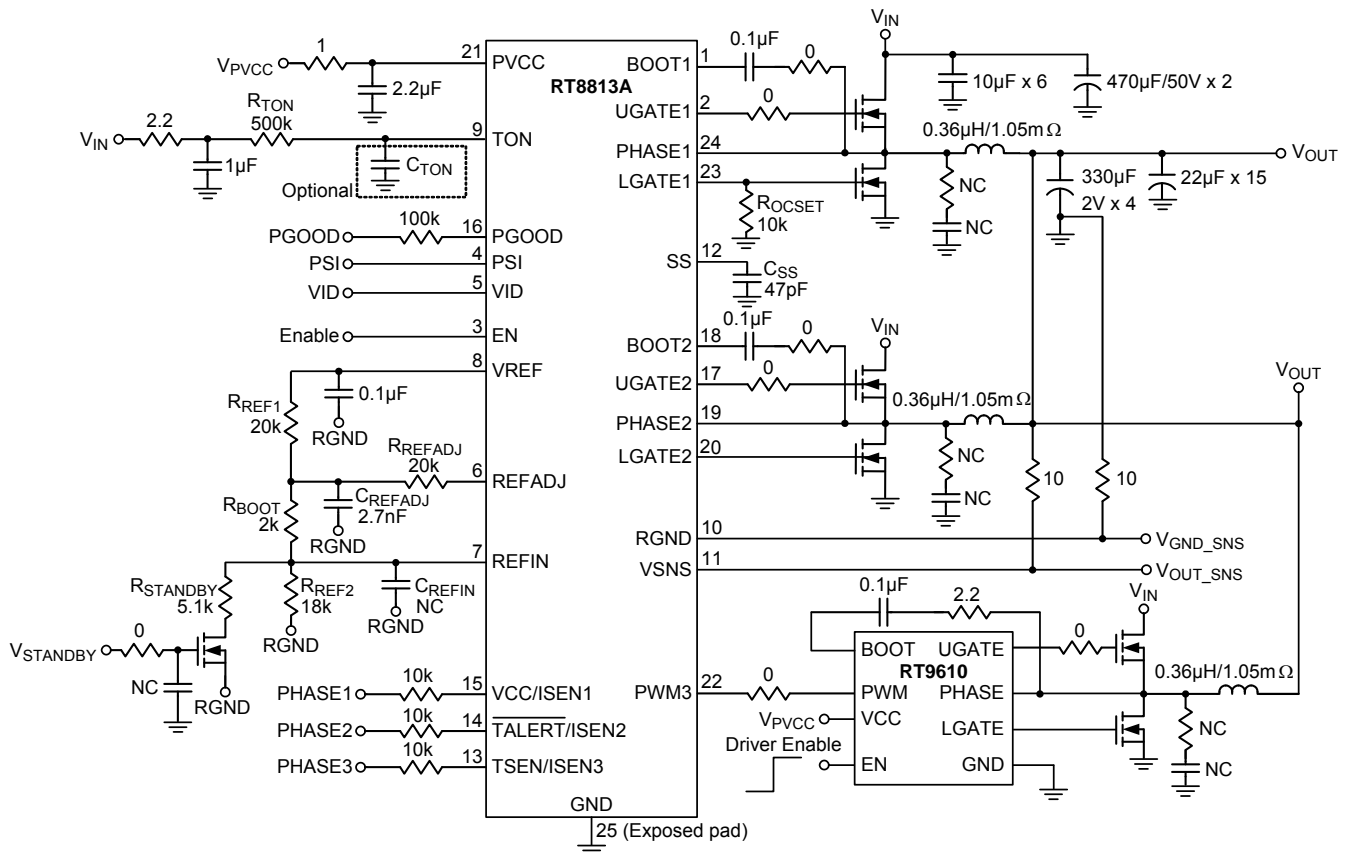 V_PVCC
1
21
PVCC
2.2µF
R_TON
500k
2.2
V_IN
9
TON
1µF
C_TON
Optional
100k
PGOOD
16
PGOOD
PSI
4
PSI
VID
5
VID
Enable
3
EN
8
VREF
0.1µF
RGND
R_REF1
20k
R_REFADJ
20k
6
REFADJ
C_REFADJ
2.7nF
RGND
R_BOOT
2k
7
REFIN
R_STANDBY
5.1k
R_REF2
18k
RGND
C_REFIN
NC
RGND
V_STANDBY
0
NC
RGND
PHASE1
10k
15
VCC/ISEN1
PHASE2
10k
14
TALERT/ISEN2
PHASE3
10k
13
TSEN/ISEN3
GND
25 (Exposed pad)
RT8813A
BOOT1
1
0.1µF
0
V_IN
10µF x 6
470µF/50V x 2
UGATE1
2
0
0.36µH/1.05mΩ
PHASE1
24
V_OUT
LGATE1
23
R_OCSET
10k
NC
NC
330µF
2V x 4
22µF x 15
SS
12
C_SS
47pF
0.1µF
0
V_IN
BOOT2
18
UGATE2
17
0
0.36µH/1.05mΩ
V_OUT
PHASE2
19
LGATE2
20
NC
NC
10
10
RGND
10
V_GND_SNS
VSNS
11
V_OUT_SNS
0.1µF
2.2
V_IN
BOOT
UGATE
0
RT9610
0.36µH/1.05mΩ
PWM3
22
0
PWM
PHASE
V_PVCC
VCC
LGATE
NC
Driver Enable
EN
GND
NC